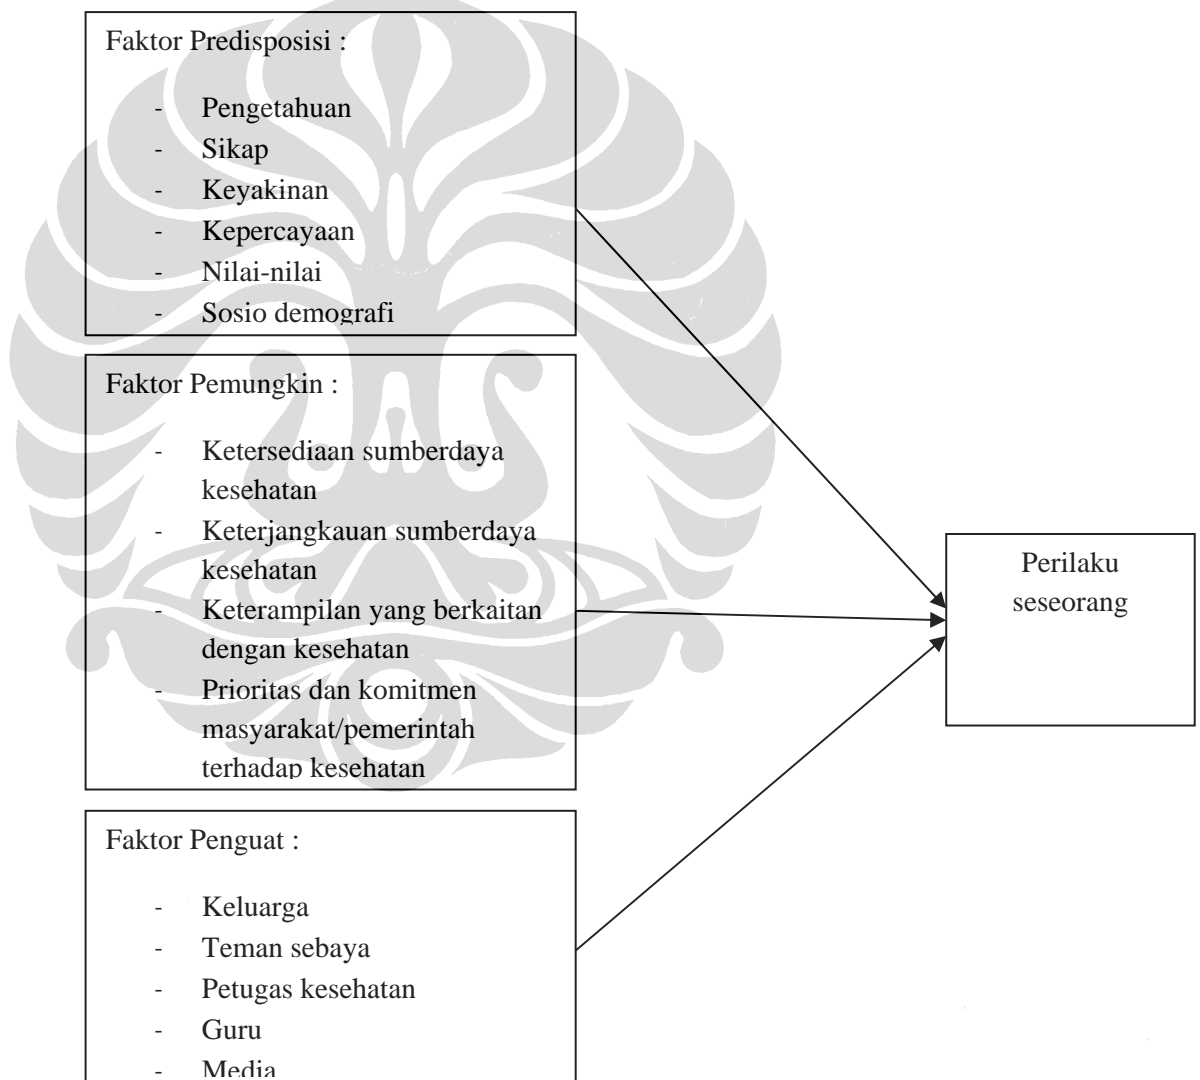 Faktor Predisposisi :
- Pengetahuan
- Sikap
- Keyakinan
- Kepercayaan
- Nilai-nilai
- Sosio demografi
Faktor Pemungkin :
- Ketersediaan sumberdaya
kesehatan
- Keterjangkauan sumberdaya
kesehatan
- Keterampilan yang berkaitan
dengan kesehatan
- Prioritas dan komitmen
masyarakat/pemerintah
terhadap kesehatan
Faktor Penguat :
- Keluarga
- Teman sebaya
- Petugas kesehatan
- Guru
- Media
Perilaku
seseorang